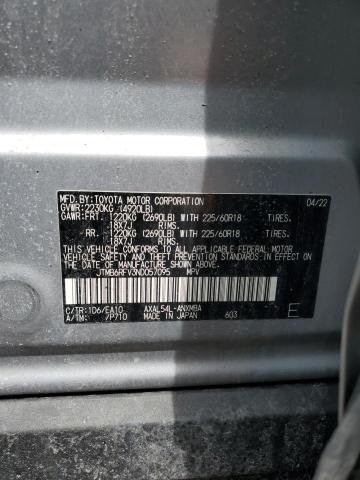 MFD.BY:TOYOTA MOTOR CORPORATION 04/22
GVWR:2230KG (4920LB)
GAWR:FRT. 1220KG (2690LB) WITH 225/60R18 TIRES.
18X7J RIMS.
RR. 1220KG (2690LB) WITH 225/60R18 TIRES.
18X7J RIMS.
THIS VEHICLE CONFORMS TO ALL APPLICABLE FEDERAL MOTOR
VEHICLE SAFETY, BUMPER, AND THEFT PREVENTION STANDARDS
IN EFFECT ON THE DATE OF MANUFACTURE SHOWN ABOVE.
JTMB6RFV3ND057095 MPV
C/TR:1D6/EA10 AXAL54L-ANXMBA E
A/TM: /P710 MADE IN JAPAN 603